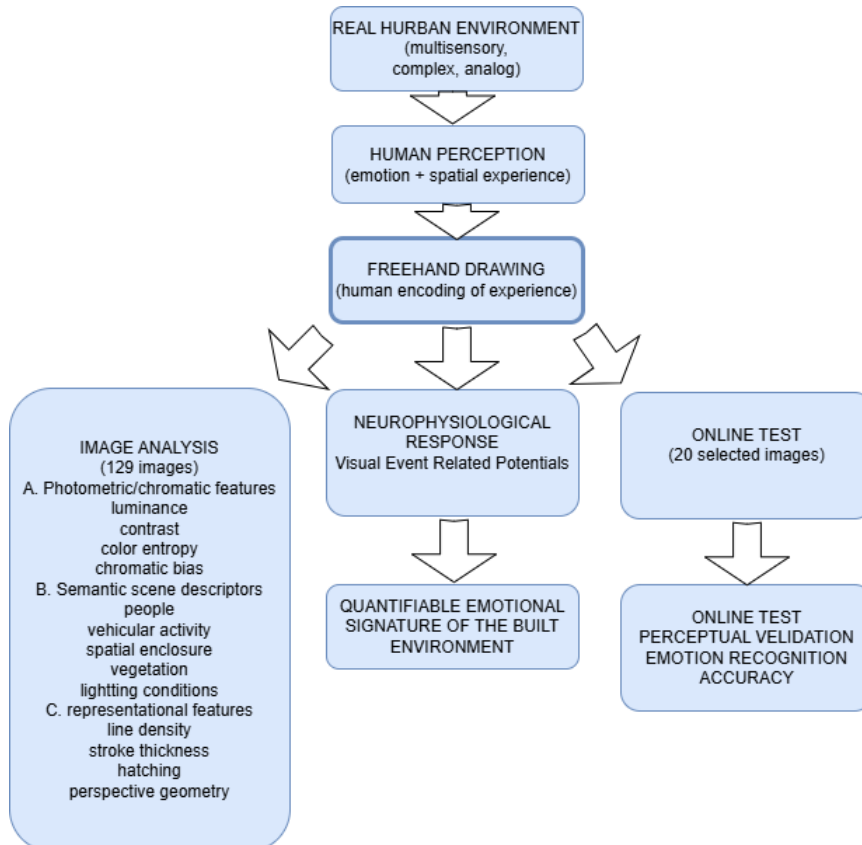 REAL HURBAN ENVIRONMENT
(multisensory,
complex, analog)
HUMAN PERCEPTION
(emotion + spatial experience)
FREEHAND DRAWING
(human encoding of experience)
IMAGE ANALYSIS
(129 images)
A. Photometric/chromatic features
luminance
contrast
color entropy
chromatic bias
B. Semantic scene descriptors
people
vehicular activity
spatial enclosure
vegetation
lightting conditions
C. representational features
line density
stroke thickness
hatching
perspective geometry
NEUROPHYSIOLOGICAL
RESPONSE
Visual Event Related Potentials
ONLINE TEST
(20 selected images)
QUANTIFIABLE EMOTIONAL
SIGNATURE OF THE BUILT
ENVIRONMENT
ONLINE TEST
PERCEPTUAL VELIDATION
EMOTION RECOGNITION
ACCURACY